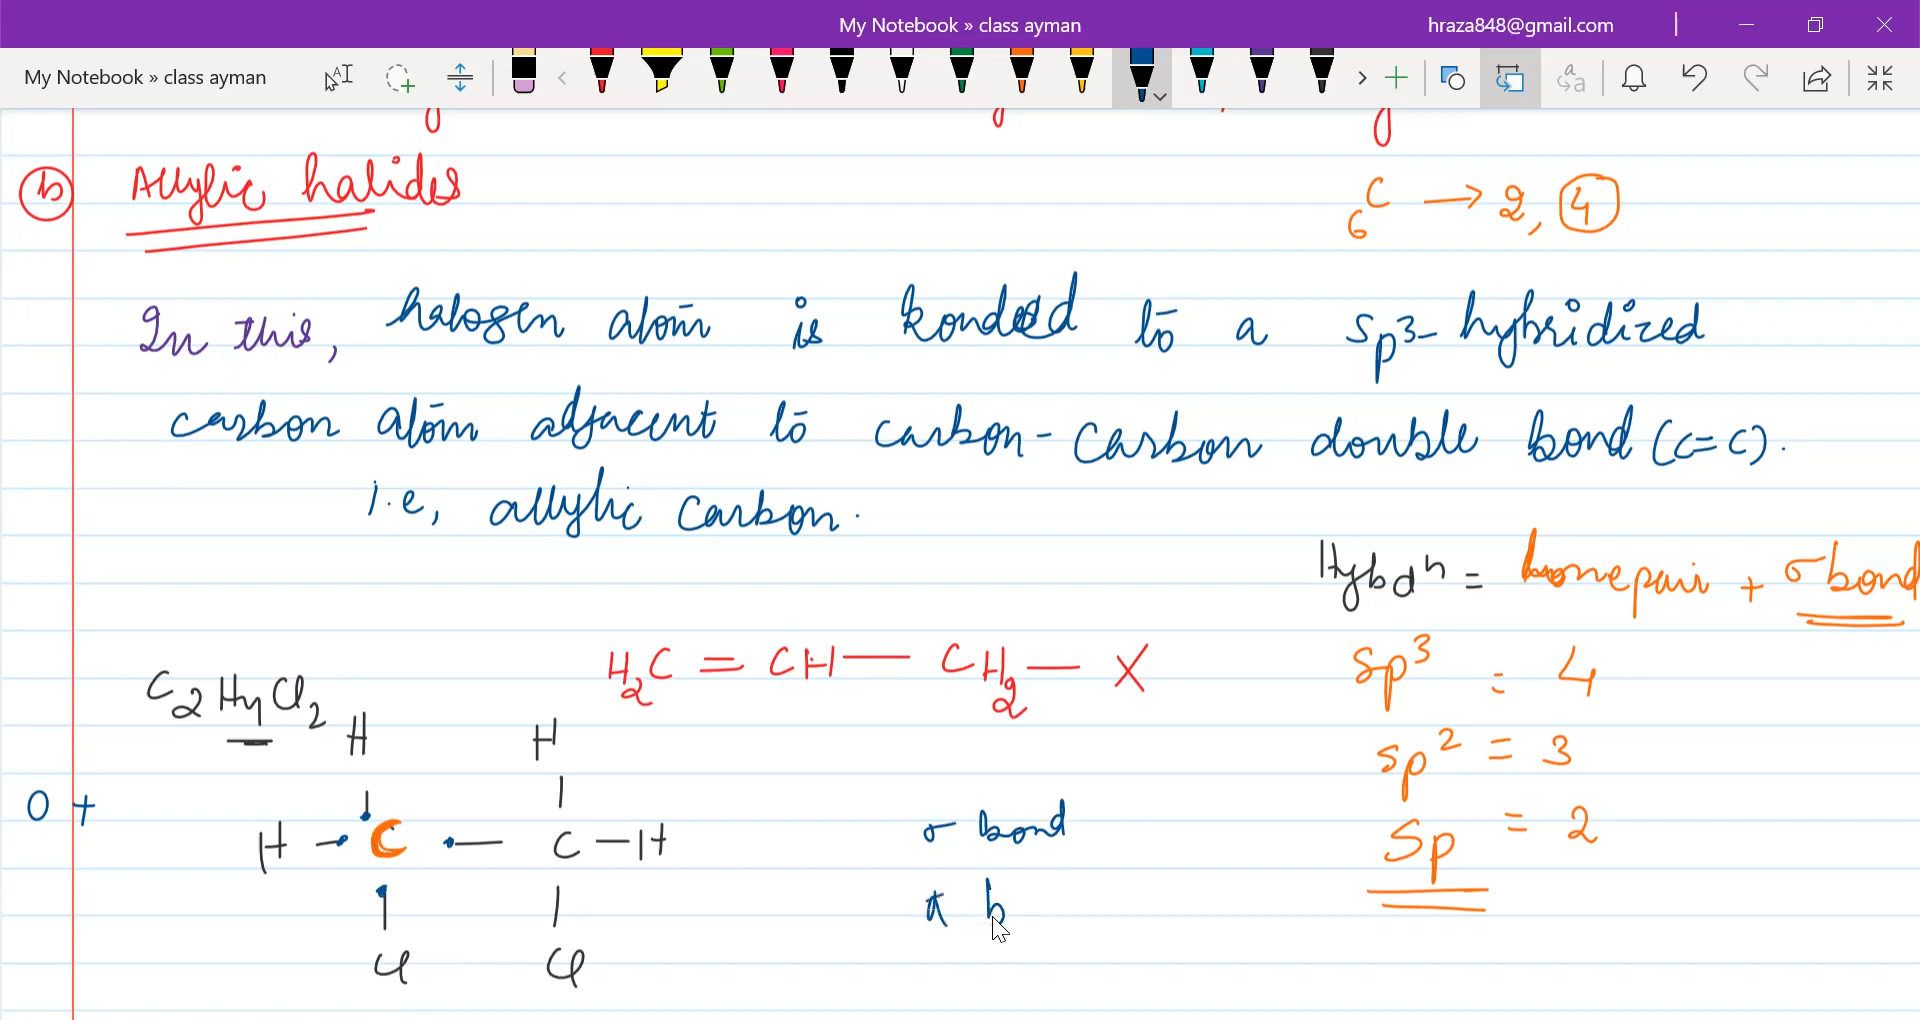 My Notebook » class ayman
hraza848@gmail.com
My Notebook » class ayman
b Allylic halides
₆C → 2, 4
In this, halogen atom is bonded to a sp3-hybridized
carbon atom adjacent to carbon-carbon double bond (C=C).
i.e, allylic carbon.
Hybdⁿ = lonepair + σ bond
H₂C = CH — CH₂ — X
sp³ = 4
C₂H₄Cl₂
sp² = 3
H H
0 +
Sp = 2
H - C - C - H
σ bond
π b
Cl Cl